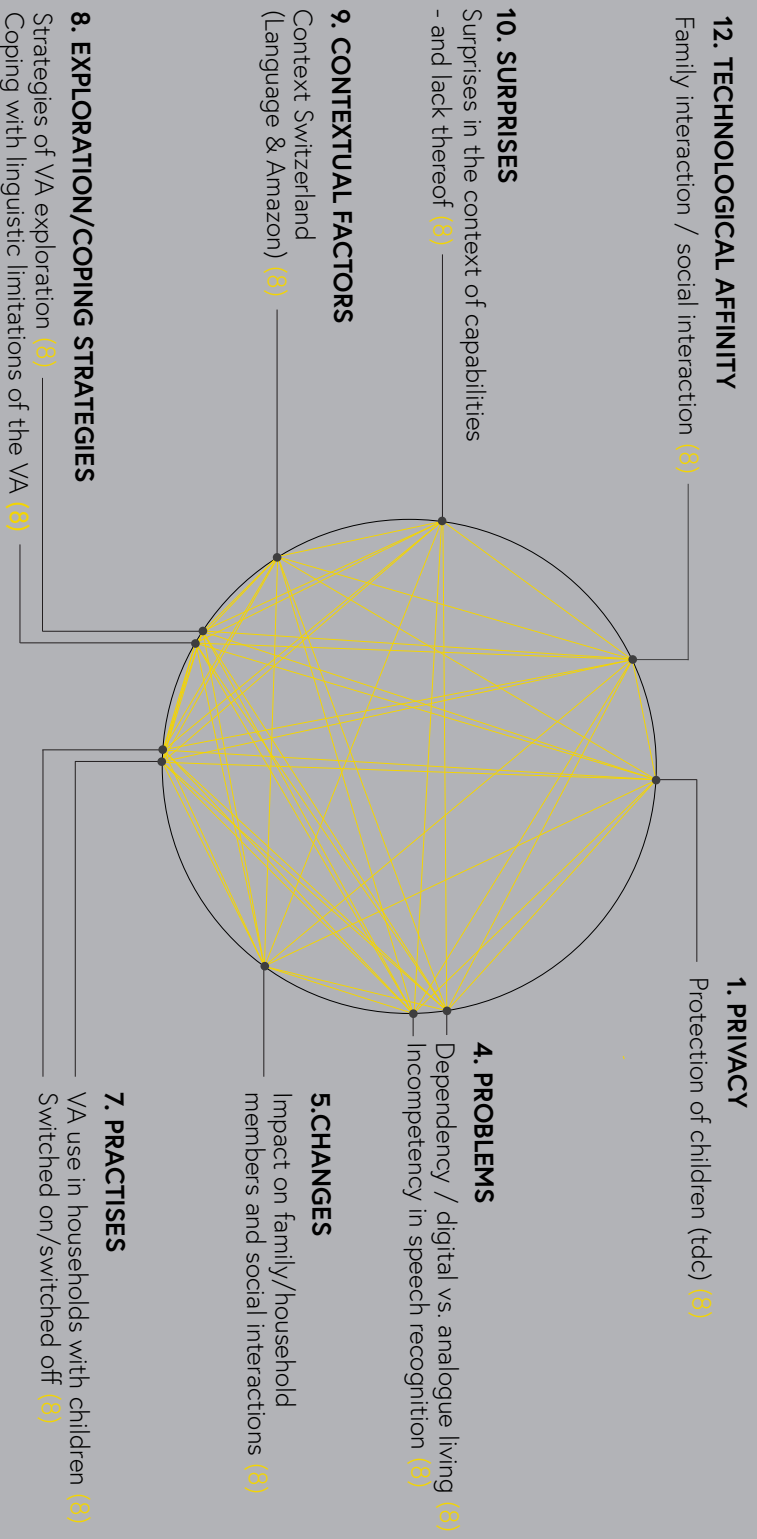 12. TECHNOLOGICAL AFFINITY
Family interaction / social interaction (8)
10. SURPRISES
Surprises in the context of capabilities
- and lack thereof (8)
9. CONTEXTUAL FACTORS
Context Switzerland
(Language & Amazon) (8)
8. EXPLORATION/COPING STRATEGIES
Strategies of VA exploration (8)
Coping with linguistic limitations of the VA (8)
1. PRIVACY
Protection of children (tdc) (8)
4. PROBLEMS
Dependency / digital vs. analogue living (8)
Incompetency in speech recognition (8)
5.CHANGES
Impact on family/household
members and social interactions (8)
7. PRACTISES
VA use in households with children (8)
Switched on/switched off (8)